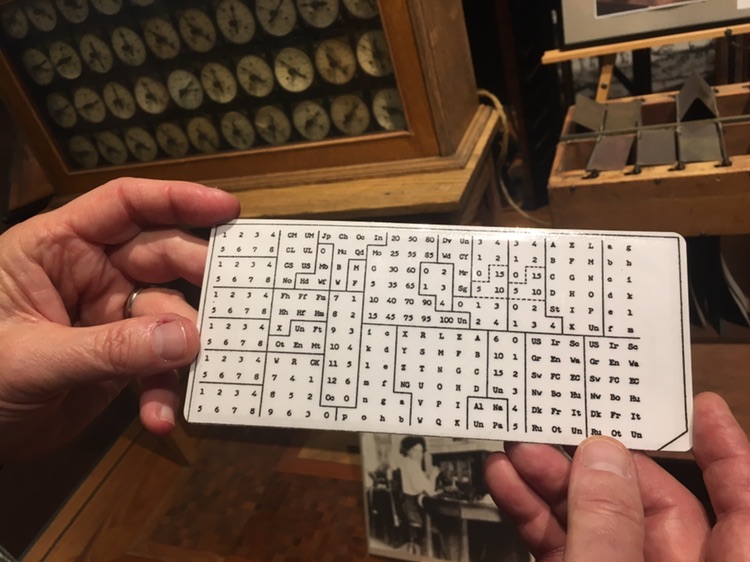 1 2 3 4 CM UM Jp Ch Oc In 20 50 80 Dv Un 3 4 3 4 A E L a g
5 6 7 8 CL UL O Mu Qd Mo 25 55 85 Wd CY 1 2 1 2 B F M b h
1 2 3 4 CS US Mb B M 0 30 60 0 2 Mr 0 15 0 15 C G N c i
5 6 7 8 No Hd Wf W F 5 35 65 1 3 Sg 5 10 5 10 D H O d k
1 2 3 4 Fh Ff Fm 7 1 10 40 70 90 4 0 1 3 0 2 St I P e l
5 6 7 8 Hh Hf Hm 8 2 15 45 75 95 100 Un 2 4 1 3 4 K Un f m
1 2 3 4 X Un Ft 9 3 i c X R L E A 6 0 US Ir Sc US Ir Sc
5 6 7 8 Ot En Mt 10 4 k d Y S M F B 10 1 Gr En Wa Gr En Wa
1 2 3 4 W R OK 11 5 l e Z T N G C 15 2 Sw FC EC Sw FC EC
5 6 7 8 7 4 1 12 6 m f NG U O H D Un 3 Nw Bo Hu Nw Bo Hu
1 2 3 4 8 5 2 Oc 0 n g a V P I Al Na 4 Dk Fr It Dk Fr It
5 6 7 8 9 6 3 0 p o h b W Q K Un Pa 5 Ru Ot Un Ru Ot Un